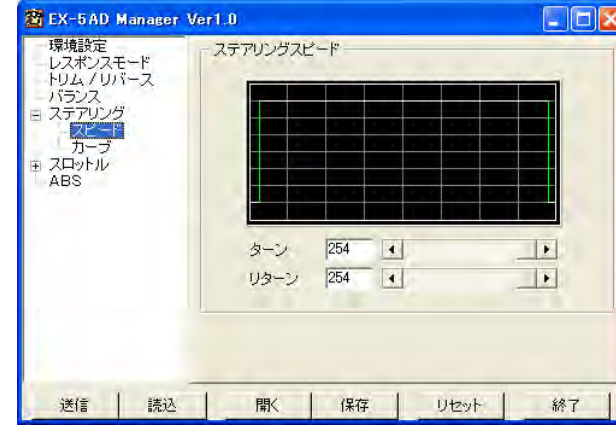 EX-5AD Manager Ver1.0
環境設定
レスポンスモード
トリム / リバース
バランス
ステアリング
スピード
カーブ
スロットル
ABS
ステアリングスピード
ターン 254
リターン 254
送信 読込 開く 保存 リセット 終了